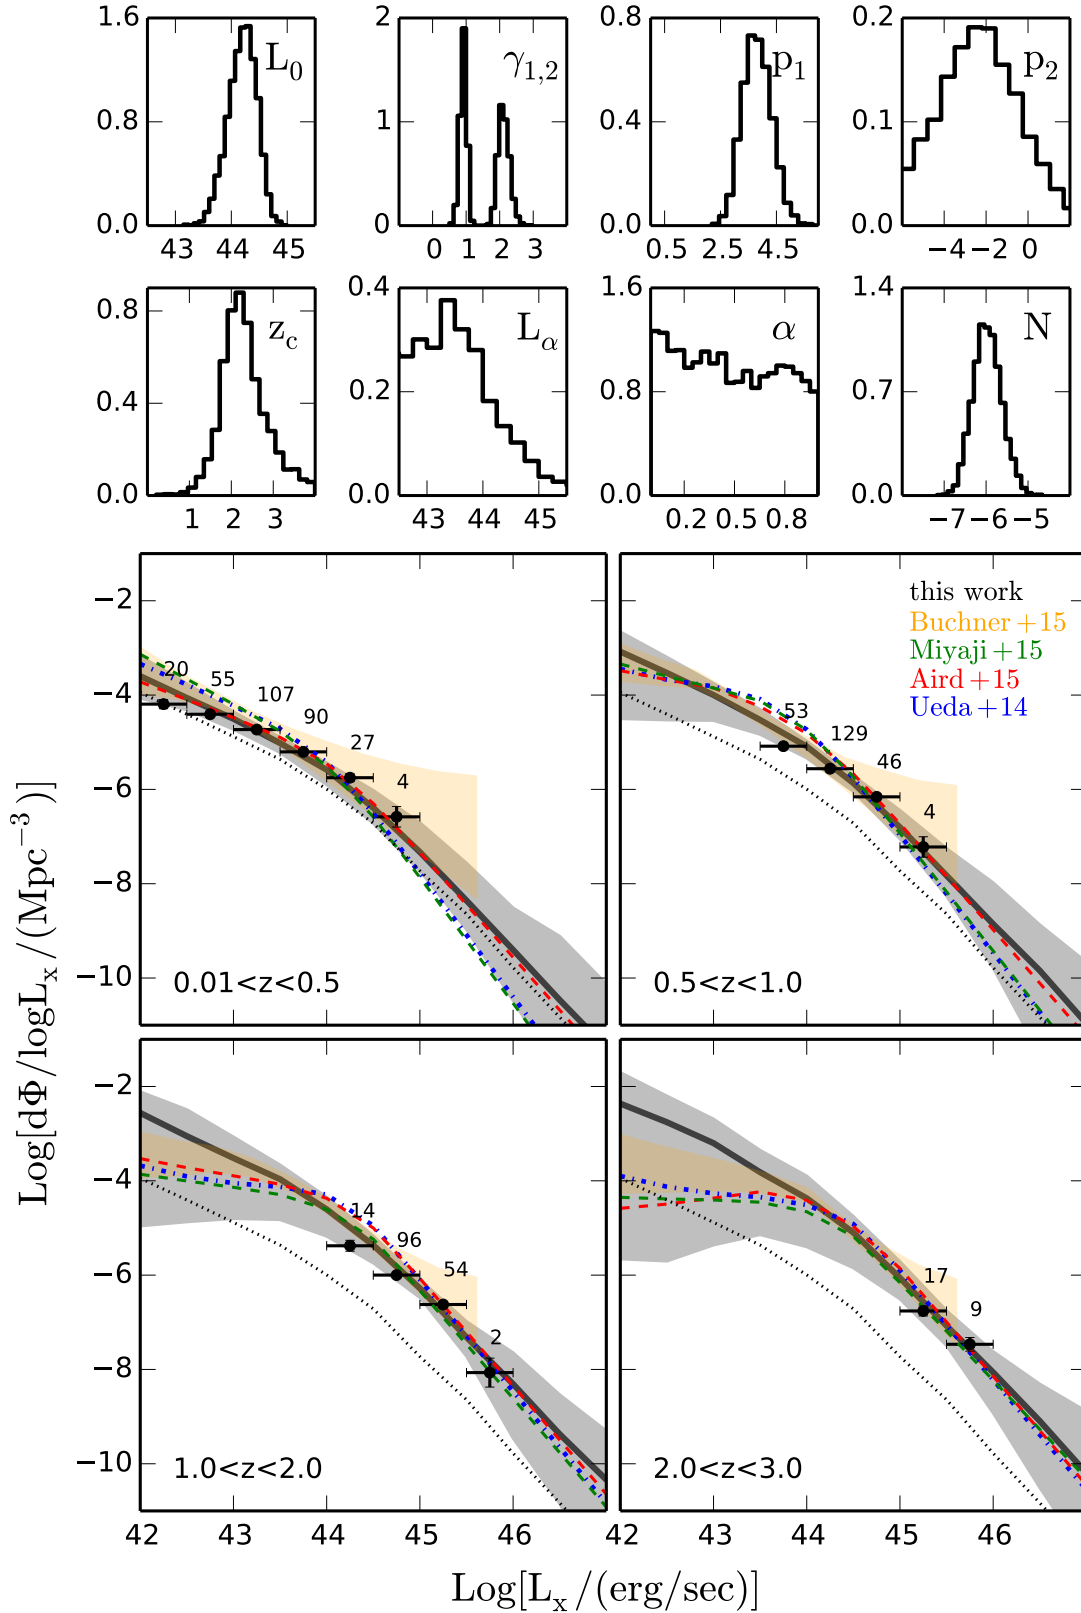 1.6
1.2
0.8
0.4
0.0
L₀
43 44 45
2
1
0
γ₁,₂
0 1 2 3
0.8
0.4
0.0
p₁
0.5 2.5 4.5
0.2
0.1
0.0
p₂
−4 −2 0
0.8
0.4
0.0
z_c
1 2 3
0.4
0.2
0.0
L_α
43 44 45
1.6
0.8
0.0
α
0.2 0.5 0.8
1.4
0.7
0.0
N
−7 −6 −5
Log[dΦ/logLₓ/(Mpc⁻³)]
−2
−4
−6
−8
−10
20
55
107
90
27
4
0.01<z<0.5
this work
Buchner+15
Miyaji+15
Aird+15
Ueda+14
53
129
46
4
0.5<z<1.0
−2
−4
−6
−8
−10
14
96
54
2
1.0<z<2.0
42 43 44 45 46
17
9
2.0<z<3.0
42 43 44 45 46
Log[Lₓ/(erg/sec)]